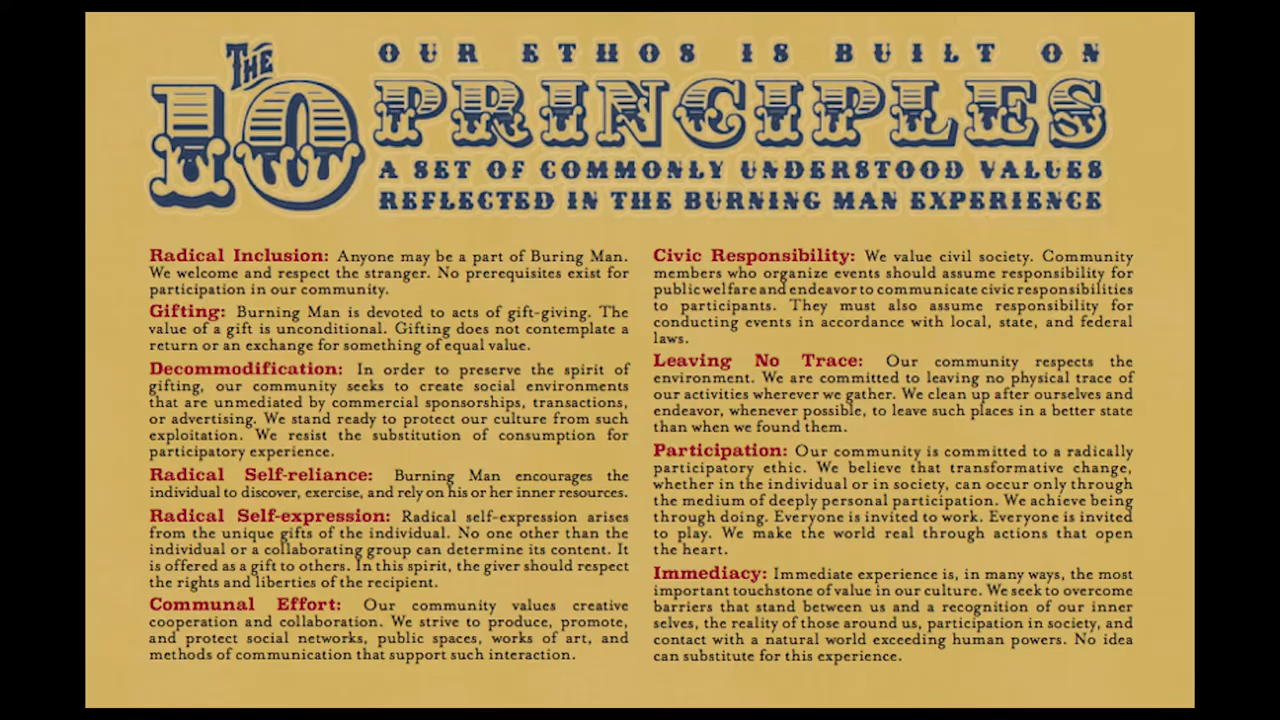 THE
10
OUR ETHOS IS BUILT ON
PRINCIPLES
A SET OF COMMONLY UNDERSTOOD VALUES
REFLECTED IN THE BURNING MAN EXPERIENCE
Radical Inclusion: Anyone may be a part of Buring Man.
We welcome and respect the stranger. No prerequisites exist for
participation in our community.
Gifting: Burning Man is devoted to acts of gift-giving. The
value of a gift is unconditional. Gifting does not contemplate a
return or an exchange for something of equal value.
Decommodification: In order to preserve the spirit of
gifting, our community seeks to create social environments
that are unmediated by commercial sponsorships, transactions,
or advertising. We stand ready to protect our culture from such
exploitation. We resist the substitution of consumption for
participatory experience.
Radical Self-reliance: Burning Man encourages the
individual to discover, exercise, and rely on his or her inner resources.
Radical Self-expression: Radical self-expression arises
from the unique gifts of the individual. No one other than the
individual or a collaborating group can determine its content. It
is offered as a gift to others. In this spirit, the giver should respect
the rights and liberties of the recipient.
Communal Effort: Our community values creative
cooperation and collaboration. We strive to produce, promote,
and protect social networks, public spaces, works of art, and
methods of communication that support such interaction.
Civic Responsibility: We value civil society. Community
members who organize events should assume responsibility for
public welfare and endeavor to communicate civic responsibilities
to participants. They must also assume responsibility for
conducting events in accordance with local, state, and federal
laws.
Leaving No Trace: Our community respects the
environment. We are committed to leaving no physical trace of
our activities wherever we gather. We clean up after ourselves and
endeavor, whenever possible, to leave such places in a better state
than when we found them.
Participation: Our community is committed to a radically
participatory ethic. We believe that transformative change,
whether in the individual or in society, can occur only through
the medium of deeply personal participation. We achieve being
through doing. Everyone is invited to work. Everyone is invited
to play. We make the world real through actions that open
the heart.
Immediacy: Immediate experience is, in many ways, the most
important touchstone of value in our culture. We seek to overcome
barriers that stand between us and a recognition of our inner
selves, the reality of those around us, participation in society, and
contact with a natural world exceeding human powers. No idea
can substitute for this experience.